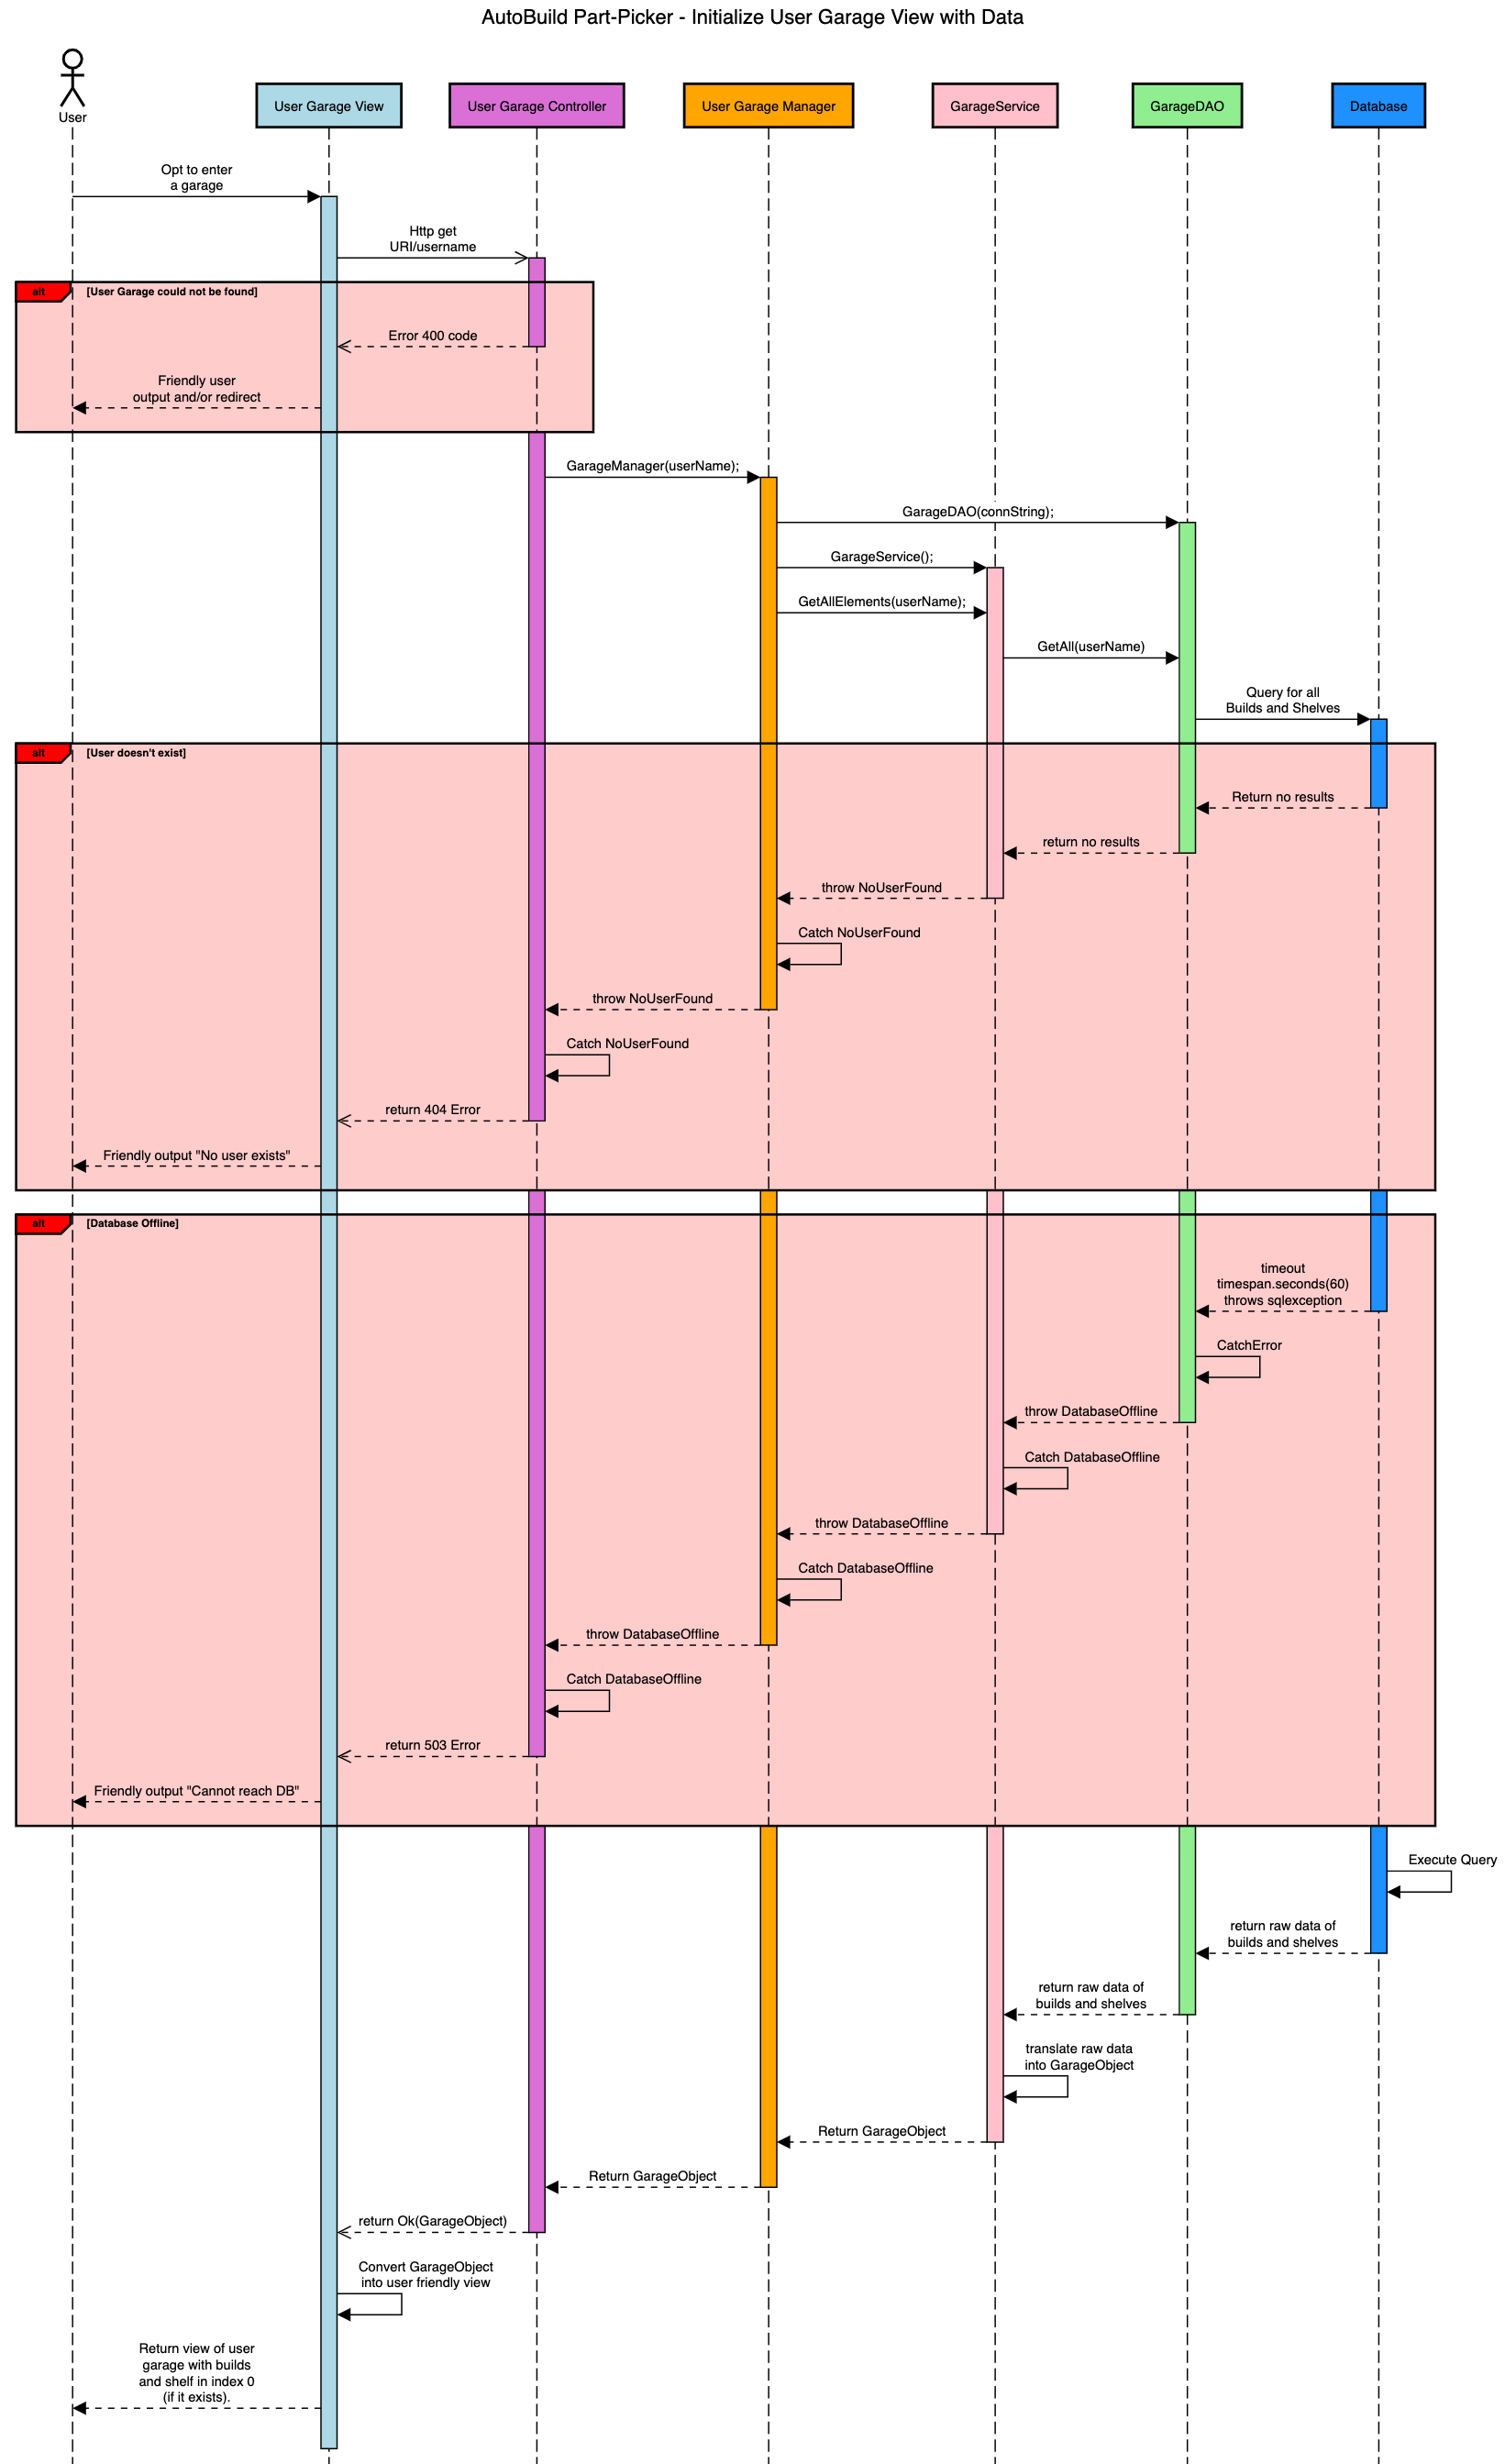 AutoBuild Part-Picker - Initialize User Garage View with Data
User
User Garage View
User Garage Controller
User Garage Manager
GarageService
GarageDAO
Database
Opt to enter
a garage
Http get
URI/username
alt
[User Garage could not be found]
Error 400 code
Friendly user
output and/or redirect
GarageManager(userName);
GarageDAO(connString);
GarageService();
GetAllElements(userName);
GetAll(userName)
Query for all
Builds and Shelves
alt
[User doesn't exist]
Return no results
return no results
throw NoUserFound
Catch NoUserFound
throw NoUserFound
Catch NoUserFound
return 404 Error
Friendly output "No user exists"
alt
[Database Offline]
timeout
timespan.seconds(60)
throws sqlexception
CatchError
throw DatabaseOffline
Catch DatabaseOffline
throw DatabaseOffline
Catch DatabaseOffline
throw DatabaseOffline
Catch DatabaseOffline
return 503 Error
Friendly output "Cannot reach DB"
Execute Query
return raw data of
builds and shelves
return raw data of
builds and shelves
translate raw data
into GarageObject
Return GarageObject
Return GarageObject
return Ok(GarageObject)
Convert GarageObject
into user friendly view
Return view of user
garage with builds
and shelf in index 0
(if it exists).